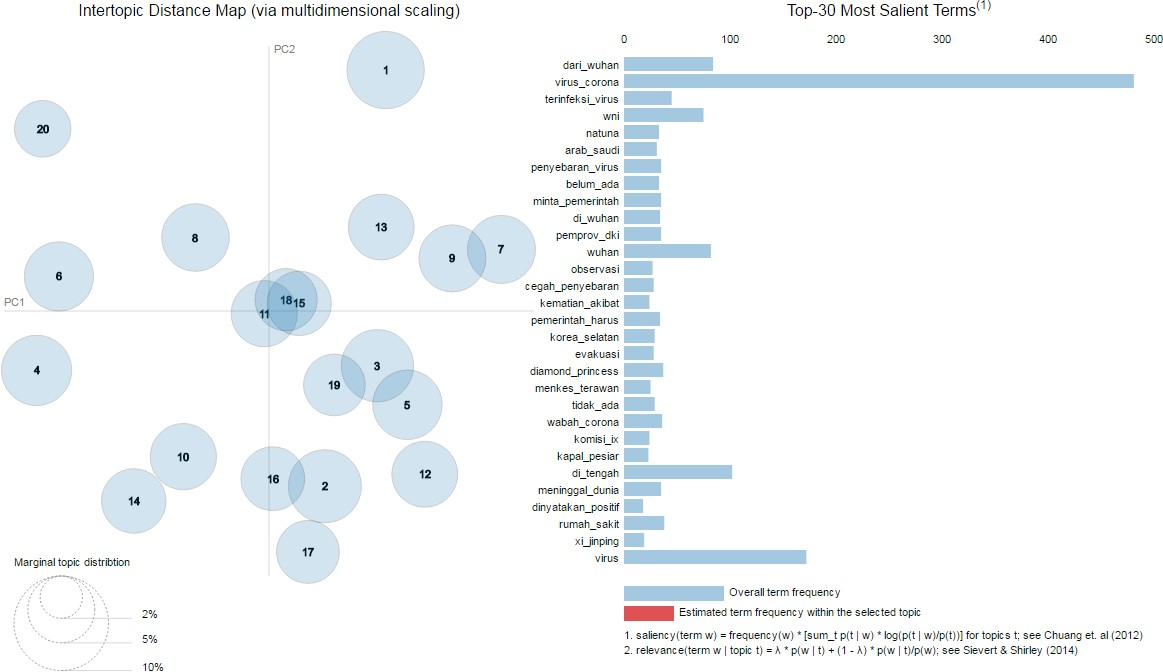 Intertopic Distance Map (via multidimensional scaling)
PC2
PC1
1
20
13
8
9
7
6
18
15
11
4
3
19
5
10
16
2
12
14
17
Marginal topic distribtion
2%
5%
10%
Top-30 Most Salient Terms(1)
0 100 200 300 400 500
dari_wuhan
virus_corona
terinfeksi_virus
wni
natuna
arab_saudi
penyebaran_virus
belum_ada
minta_pemerintah
di_wuhan
pemprov_dki
wuhan
observasi
cegah_penyebaran
kematian_akibat
pemerintah_harus
korea_selatan
evakuasi
diamond_princess
menkes_terawan
tidak_ada
wabah_corona
komisi_ix
kapal_pesiar
di_tengah
meninggal_dunia
dinyatakan_positif
rumah_sakit
xi_jinping
virus
Overall term frequency
Estimated term frequency within the selected topic
1. saliency(term w) = frequency(w) * [sum_t p(t | w) * log(p(t | w)/p(t))] for topics t; see Chuang et. al (2012)
2. relevance(term w | topic t) = λ * p(w | t) + (1 - λ) * p(w | t)/p(w); see Sievert & Shirley (2014)